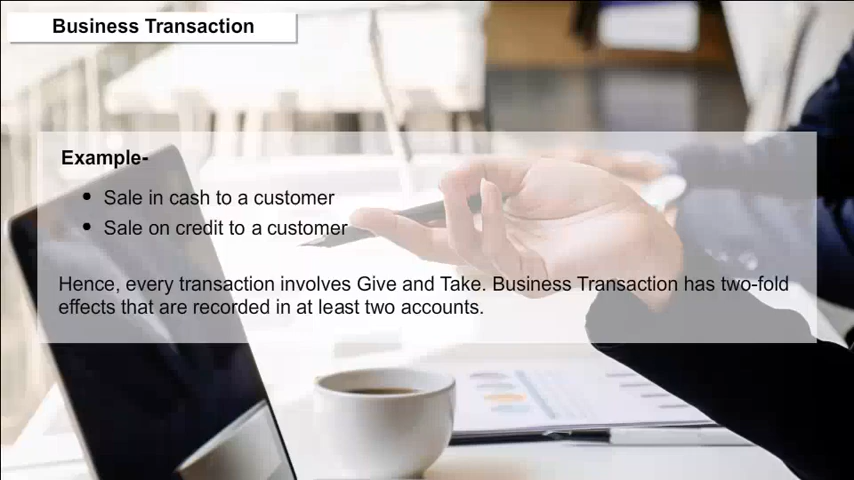 Business Transaction
Example-
• Sale in cash to a customer
• Sale on credit to a customer
Hence, every transaction involves Give and Take. Business Transaction has two-fold
effects that are recorded in at least two accounts.